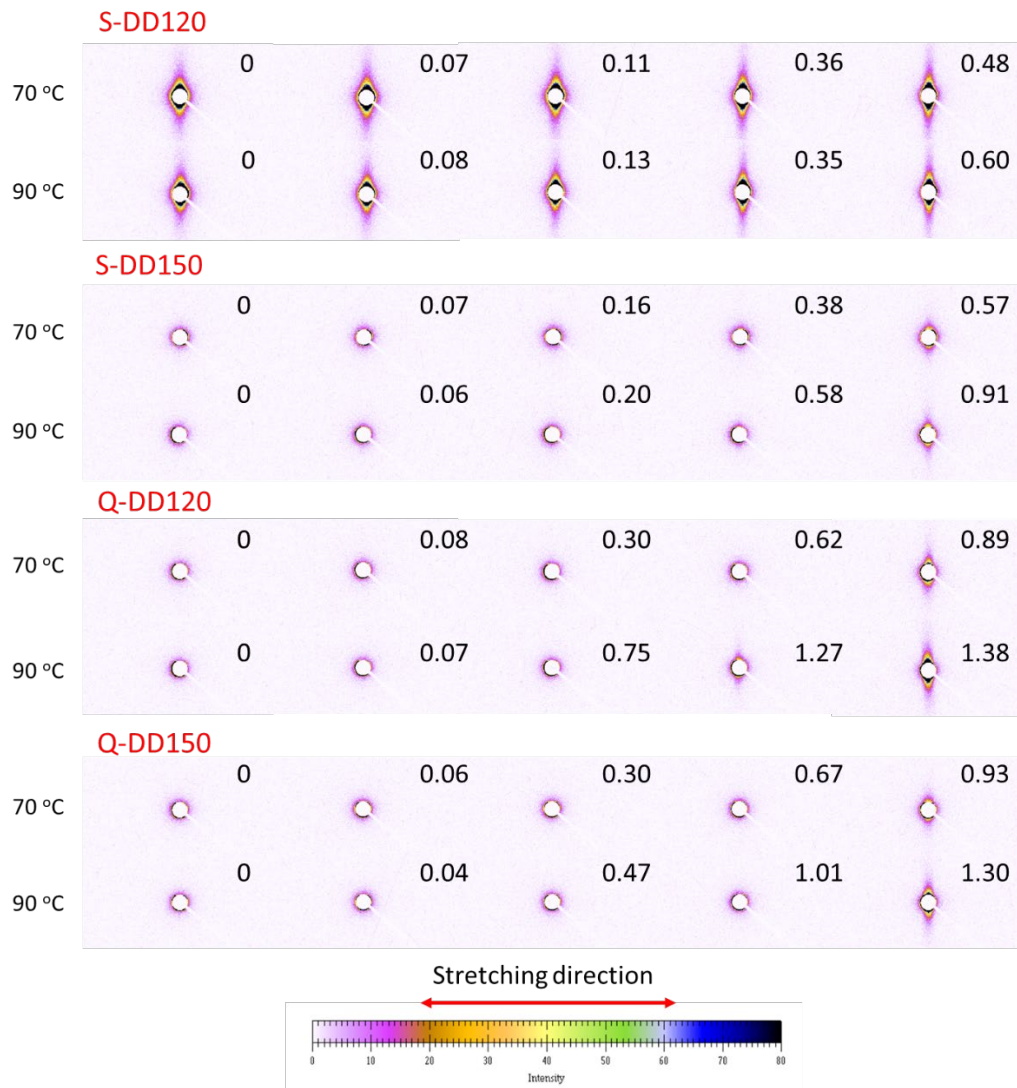 S-DD120
70 °C 0 0.07 0.11 0.36 0.48
90 °C 0 0.08 0.13 0.35 0.60
S-DD150
70 °C 0 0.07 0.16 0.38 0.57
90 °C 0 0.06 0.20 0.58 0.91
Q-DD120
70 °C 0 0.08 0.30 0.62 0.89
90 °C 0 0.07 0.75 1.27 1.38
Q-DD150
70 °C 0 0.06 0.30 0.67 0.93
90 °C 0 0.04 0.47 1.01 1.30
Stretching direction
0 10 20 30 40 50 60 70 80
Intensity